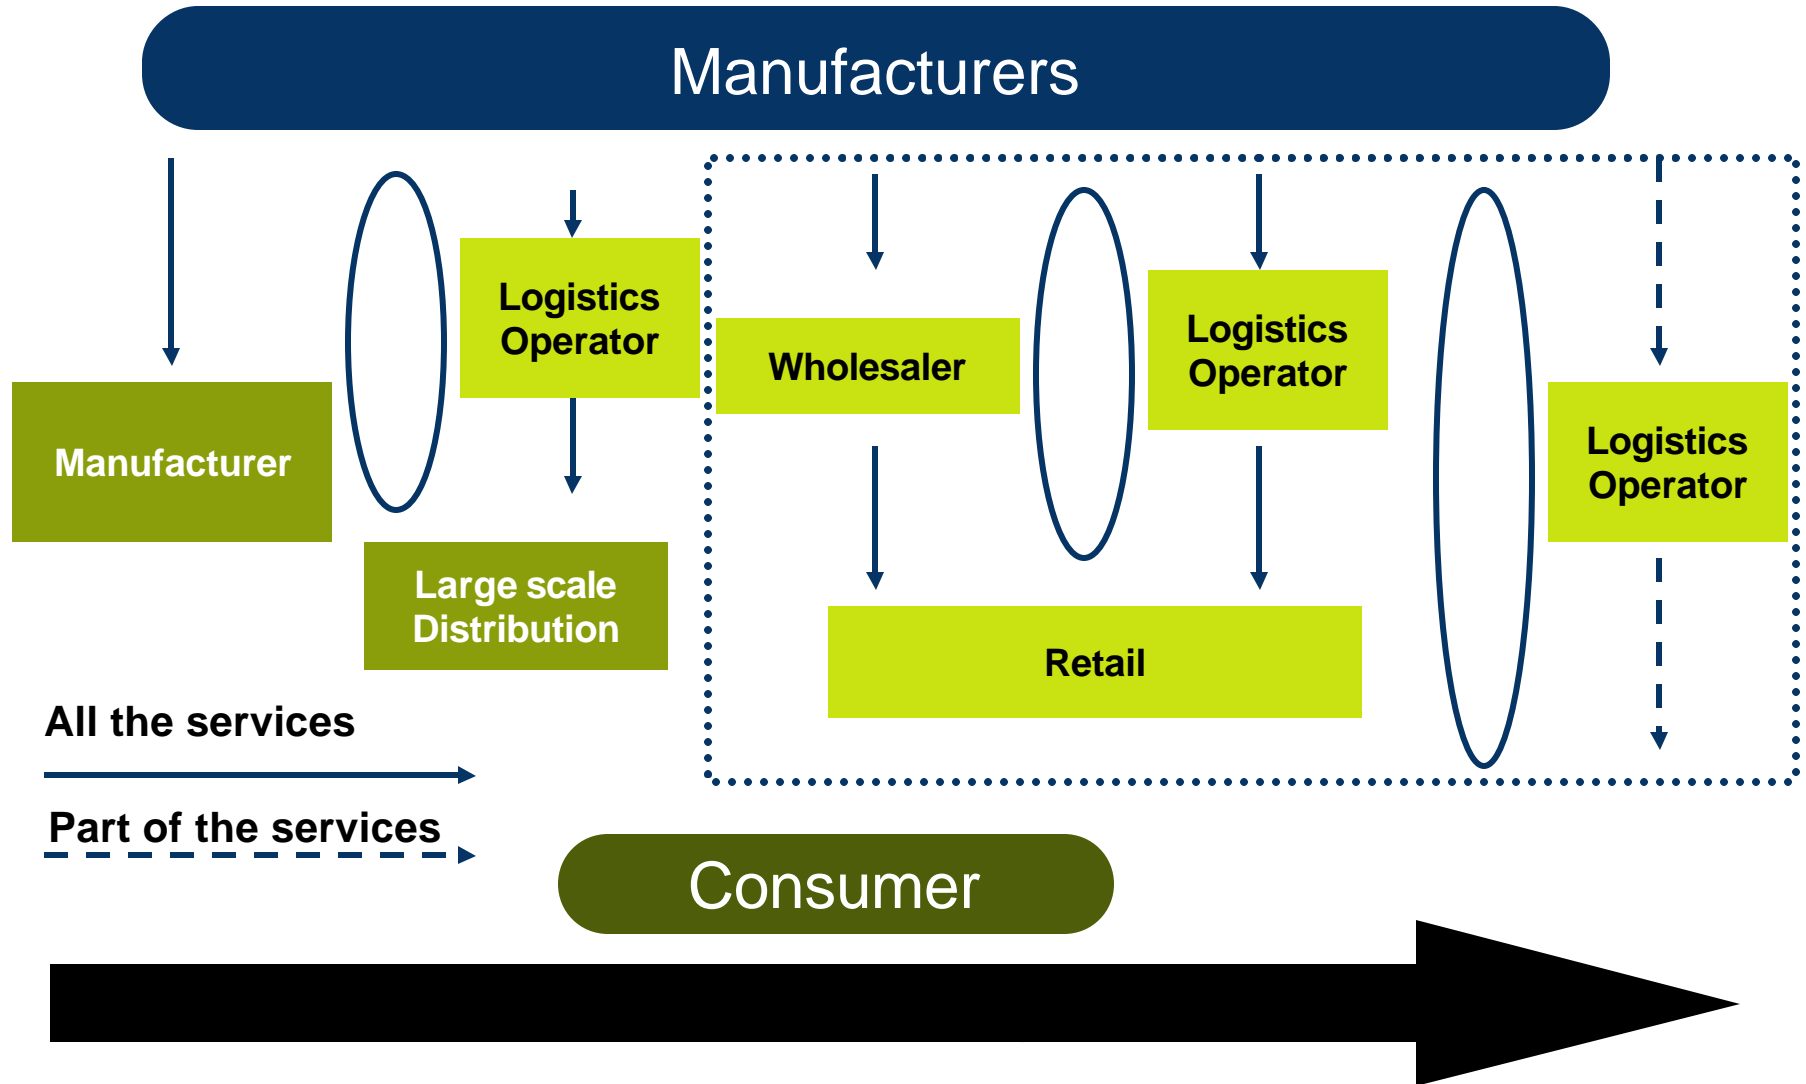 Manufacturers
Logistics
Operator
Wholesaler
Logistics
Operator
Logistics
Operator
Manufacturer
Large scale
Distribution
Retail
All the services
Part of the services
Consumer